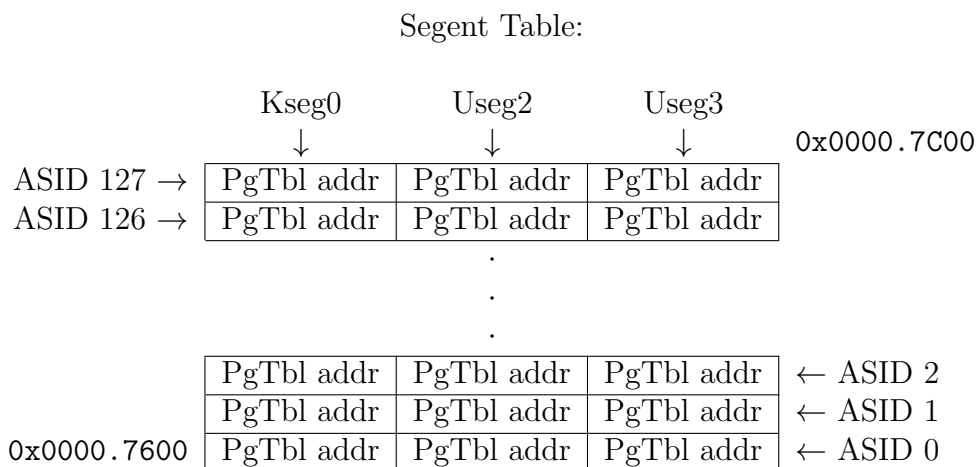 Segent Table:
Kseg0 Useg2 Useg3
↓ ↓ ↓ 0x0000.7C00
ASID 127 → PgTbl addr PgTbl addr PgTbl addr
ASID 126 → PgTbl addr PgTbl addr PgTbl addr
.
.
.
PgTbl addr PgTbl addr PgTbl addr ← ASID 2
PgTbl addr PgTbl addr PgTbl addr ← ASID 1
0x0000.7600 PgTbl addr PgTbl addr PgTbl addr ← ASID 0